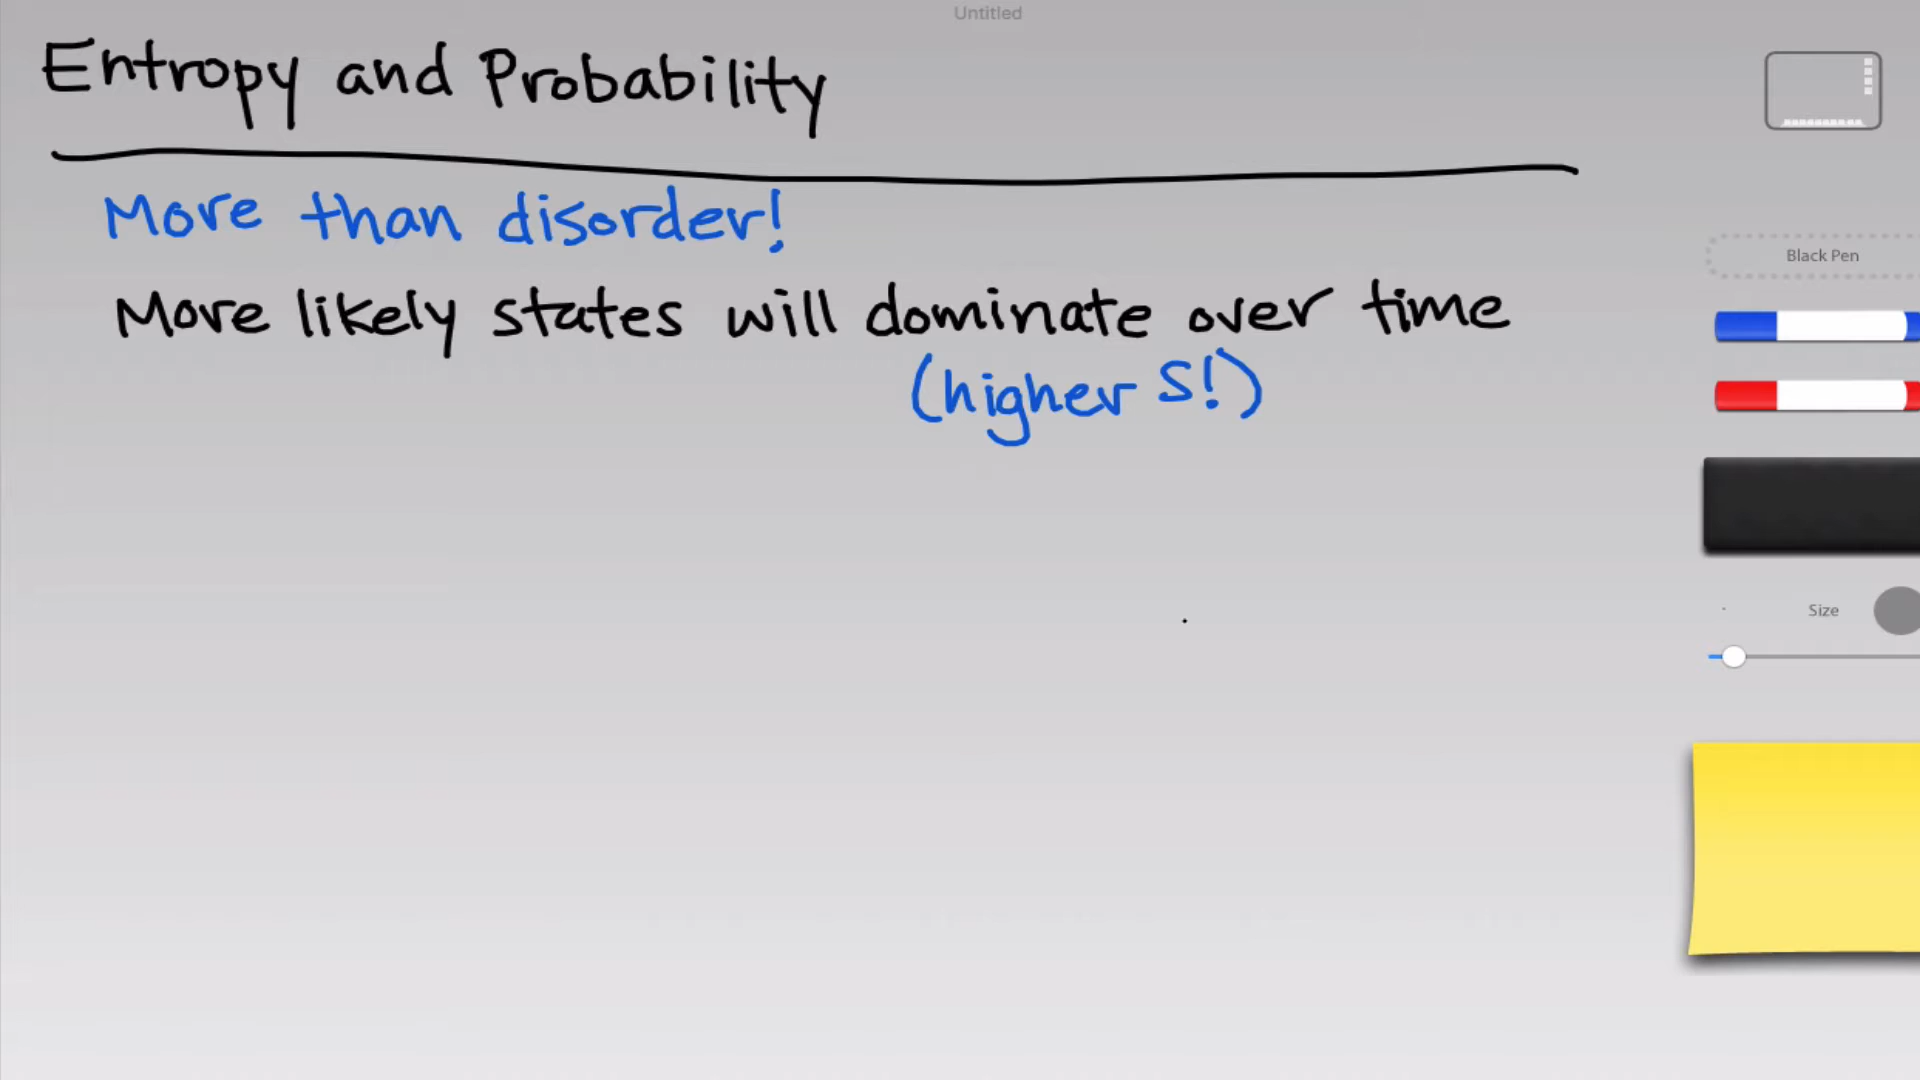 Untitled
Entropy and Probability
More than disorder!
More likely states will dominate over time
(higher S!)
Black Pen
Size